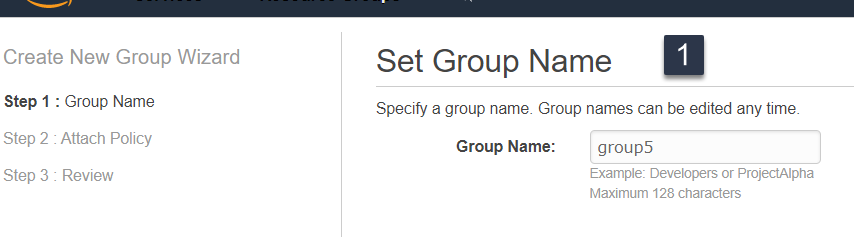 Create New Group Wizard
Step 1 : Group Name
Step 2 : Attach Policy
Step 3 : Review
Set Group Name
1
Specify a group name. Group names can be edited any time.
Group Name:
group5
Example: Developers or ProjectAlpha
Maximum 128 characters